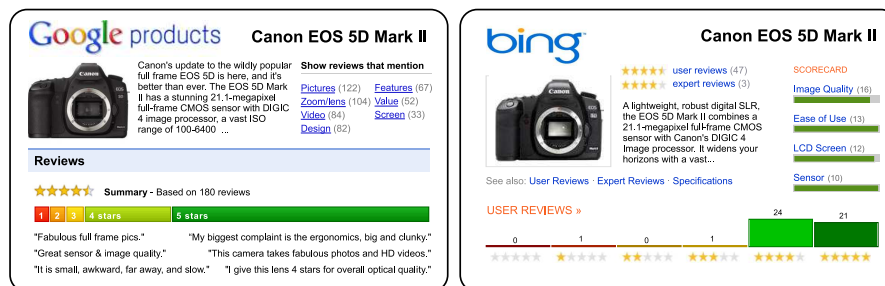 Google products
Canon EOS 5D Mark II
Canon's update to the wildly popular
full frame EOS 5D is here, and it's
better than ever. The EOS 5D Mark
II has a stunning 21.1-megapixel
full-frame CMOS sensor with DIGIC
4 image processor, a vast ISO
range of 100-6400 ...
Show reviews that mention
Pictures (122) Features (67)
Zoom/lens (104) Value (52)
Video (84) Screen (33)
Design (82)
Reviews
Summary - Based on 180 reviews
1 2 3 4 stars 5 stars
"Fabulous full frame pics." "My biggest complaint is the ergonomics, big and clunky."
"Great sensor & image quality." "This camera takes fabulous photos and HD videos."
"It is small, awkward, far away, and slow." "I give this lens 4 stars for overall optical quality."
bing
Canon EOS 5D Mark II
user reviews (47)
expert reviews (3)
A lightweight, robust digital SLR,
the EOS 5D Mark II combines a
21.1-megapixel full-frame CMOS
sensor with Canon's DIGIC 4
Image processor. It widens your
horizons with a vast...
SCORECARD
Image Quality (16)
Ease of Use (13)
LCD Screen (12)
Sensor (10)
See also: User Reviews · Expert Reviews · Specifications
USER REVIEWS »
0 1 0 1 24 21
Canon
Canon